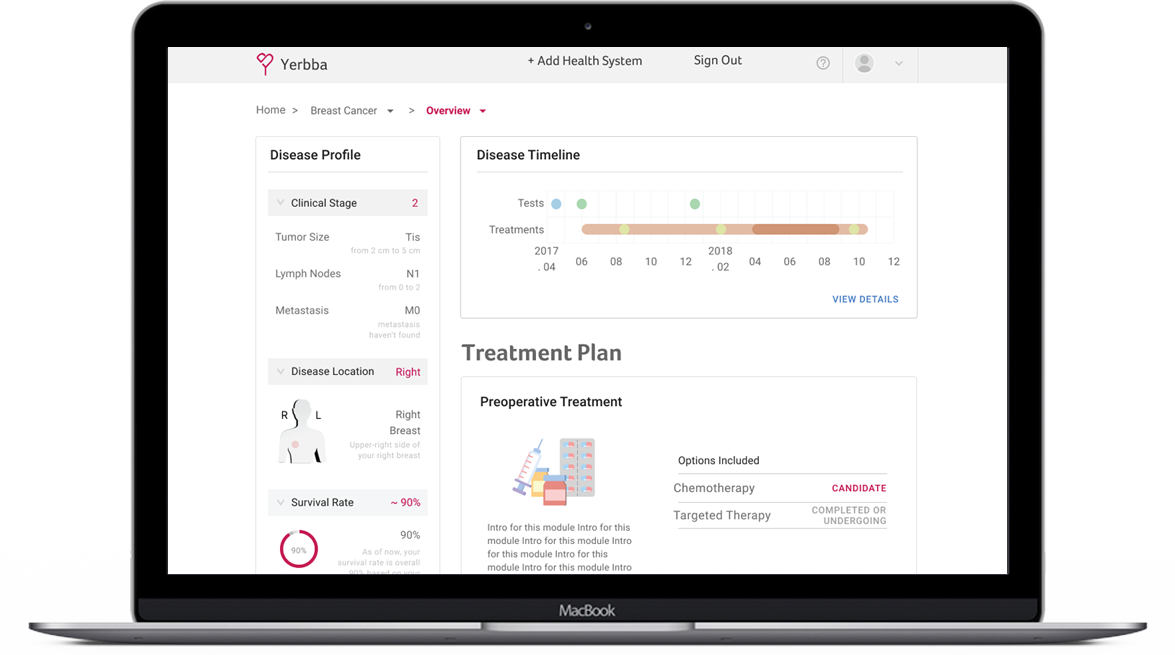 Yerbba
+ Add Health System
Sign Out
Home >
Breast Cancer
>
Overview
Disease Profile
Clinical Stage 2
Tumor Size Tis
from 2 cm to 5 cm
Lymph Nodes N1
from 0 to 2
Metastasis M0
metastasis
haven't found
Disease Location Right
R L
Right
Breast
Upper-right side of
your right breast
Survival Rate ~ 90%
90%
90%
As of now, your
survival rate is overall
90% based on your
Disease Timeline
Tests
Treatments
2017 2018
. 04 06 08 10 12 . 02 04 06 08 10 12
VIEW DETAILS
Treatment Plan
Preoperative Treatment
Intro for this module Intro for this
module Intro for this module Intro
for this module Intro for this
module Intro for this module Intro
Options Included
Chemotherapy CANDIDATE
Targeted Therapy COMPLETED OR
UNDERGOING
MacBook